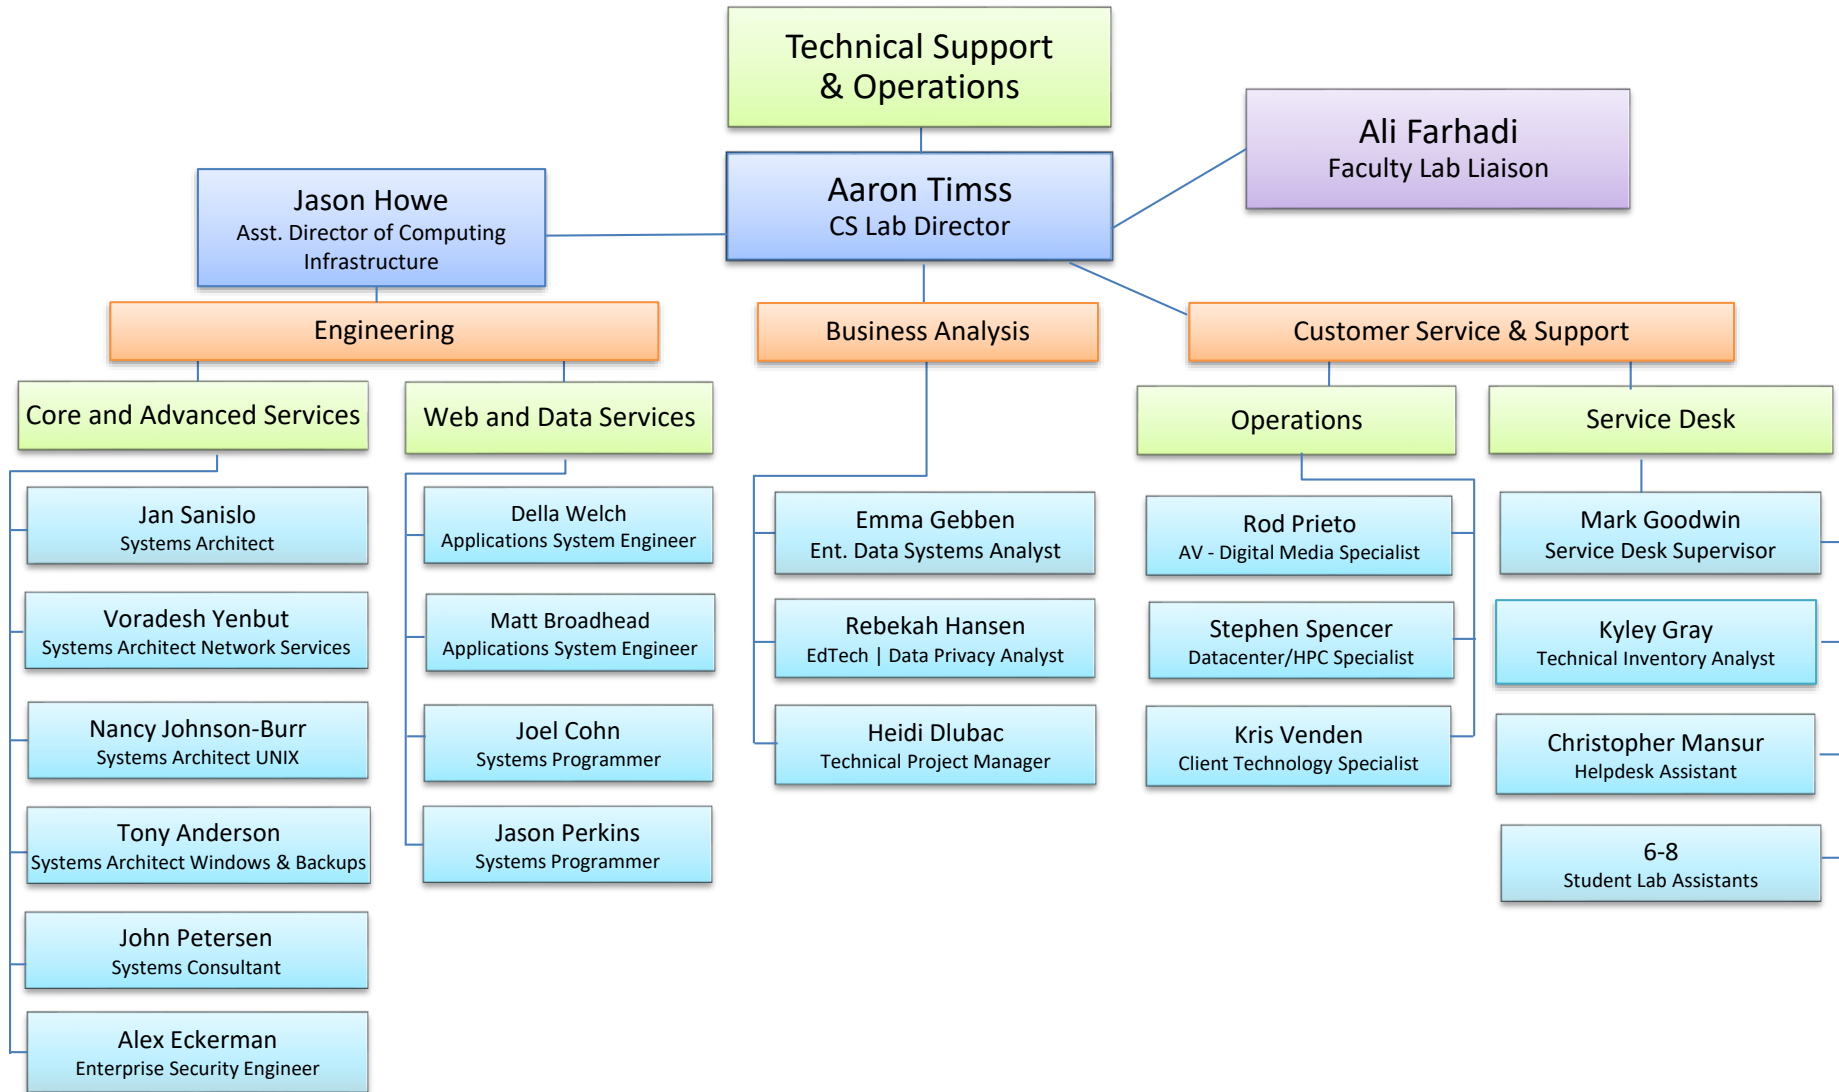 Technical Support
& Operations
Ali Farhadi
Faculty Lab Liaison
Aaron Timss
CS Lab Director
Jason Howe
Asst. Director of Computing
Infrastructure
Engineering
Business Analysis
Customer Service & Support
Core and Advanced Services
Web and Data Services
Operations
Service Desk
Jan Sanislo
Systems Architect
Voradesh Yenbut
Systems Architect Network Services
Nancy Johnson-Burr
Systems Architect UNIX
Tony Anderson
Systems Architect Windows & Backups
John Petersen
Systems Consultant
Alex Eckerman
Enterprise Security Engineer
Della Welch
Applications System Engineer
Matt Broadhead
Applications System Engineer
Joel Cohn
Systems Programmer
Jason Perkins
Systems Programmer
Emma Gebben
Ent. Data Systems Analyst
Rebekah Hansen
EdTech | Data Privacy Analyst
Heidi Dlubac
Technical Project Manager
Rod Prieto
AV - Digital Media Specialist
Stephen Spencer
Datacenter/HPC Specialist
Kris Venden
Client Technology Specialist
Mark Goodwin
Service Desk Supervisor
Kyley Gray
Technical Inventory Analyst
Christopher Mansur
Helpdesk Assistant
6-8
Student Lab Assistants